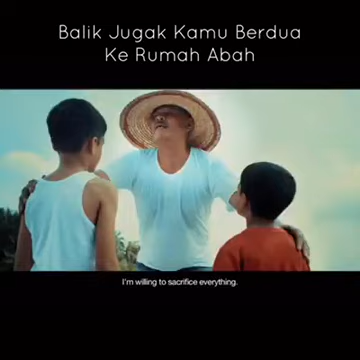 Balik Jugak Kamu Berdua
Ke Rumah Abah
I'm willing to sacrifice everything.